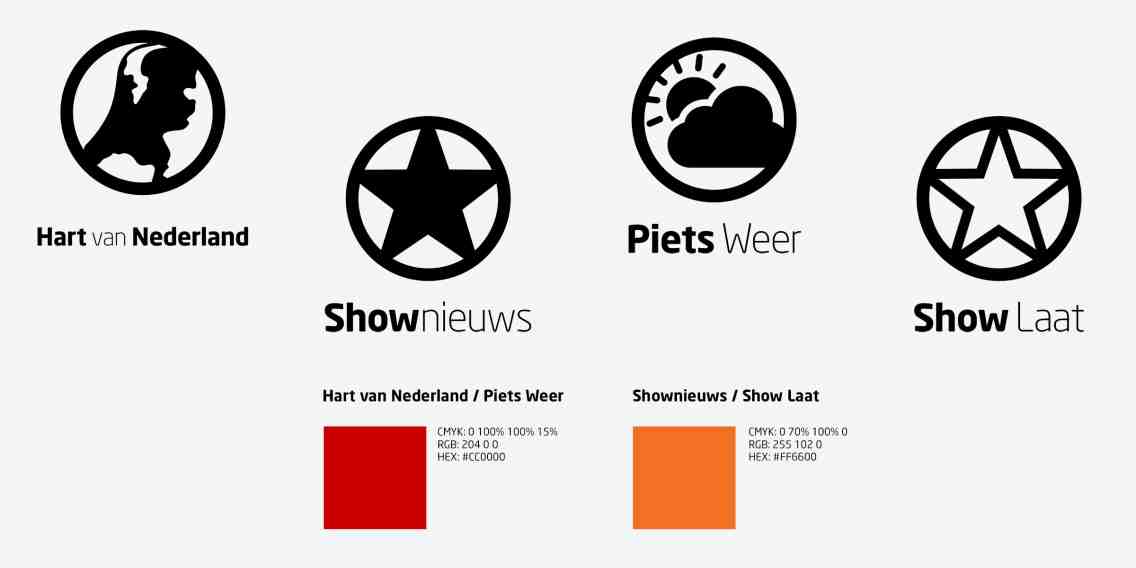 Hart van Nederland
Shownieuws
Piets Weer
Show Laat
Hart van Nederland / Piets Weer
CMYK: 0 100% 100% 15%
RGB: 204 0 0
HEX: #CC0000
Shownieuws / Show Laat
CMYK: 0 70% 100% 0
RGB: 255 102 0
HEX: #FF6600